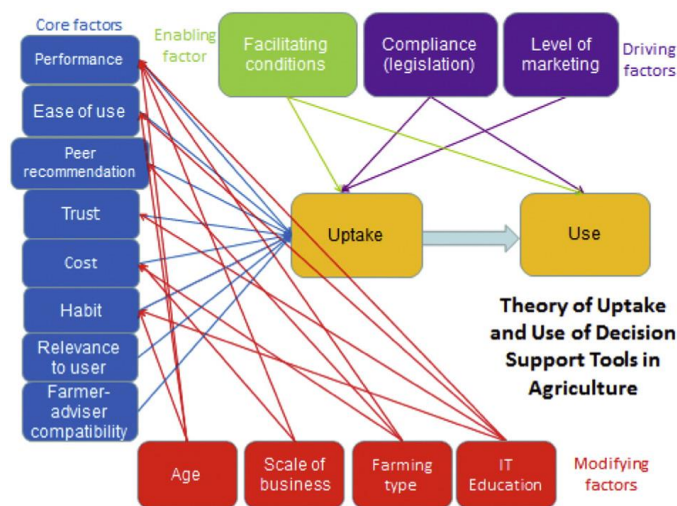 Core factors
Performance
Ease of use
Peer
recommendation
Trust
Cost
Habit
Relevance
to user
Farmer-
adviser
compatibility
Enabling
factor
Facilitating
conditions
Compliance
(legislation)
Level of
marketing
Driving
factors
Uptake
Use
Theory of Uptake
and Use of Decision
Support Tools in
Agriculture
Age
Scale of
business
Farming
type
IT
Education
Modifying
factors